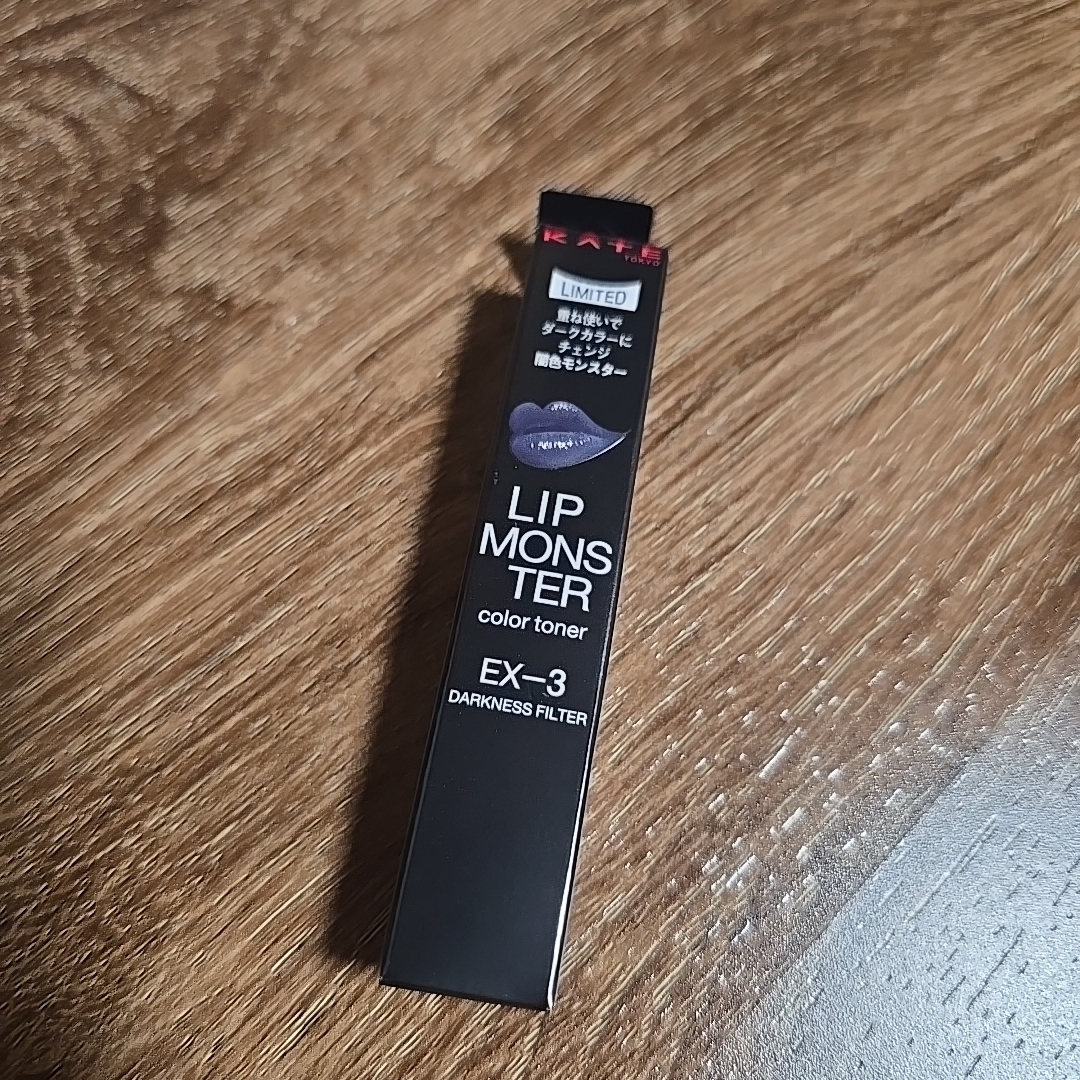 KATE
TOKYO
LIMITED
重ね使いで
ダークカラーに
チェンジ
闇色モンスター
LIP
MONS
TER
color toner
EX–3
DARKNESS FILTER